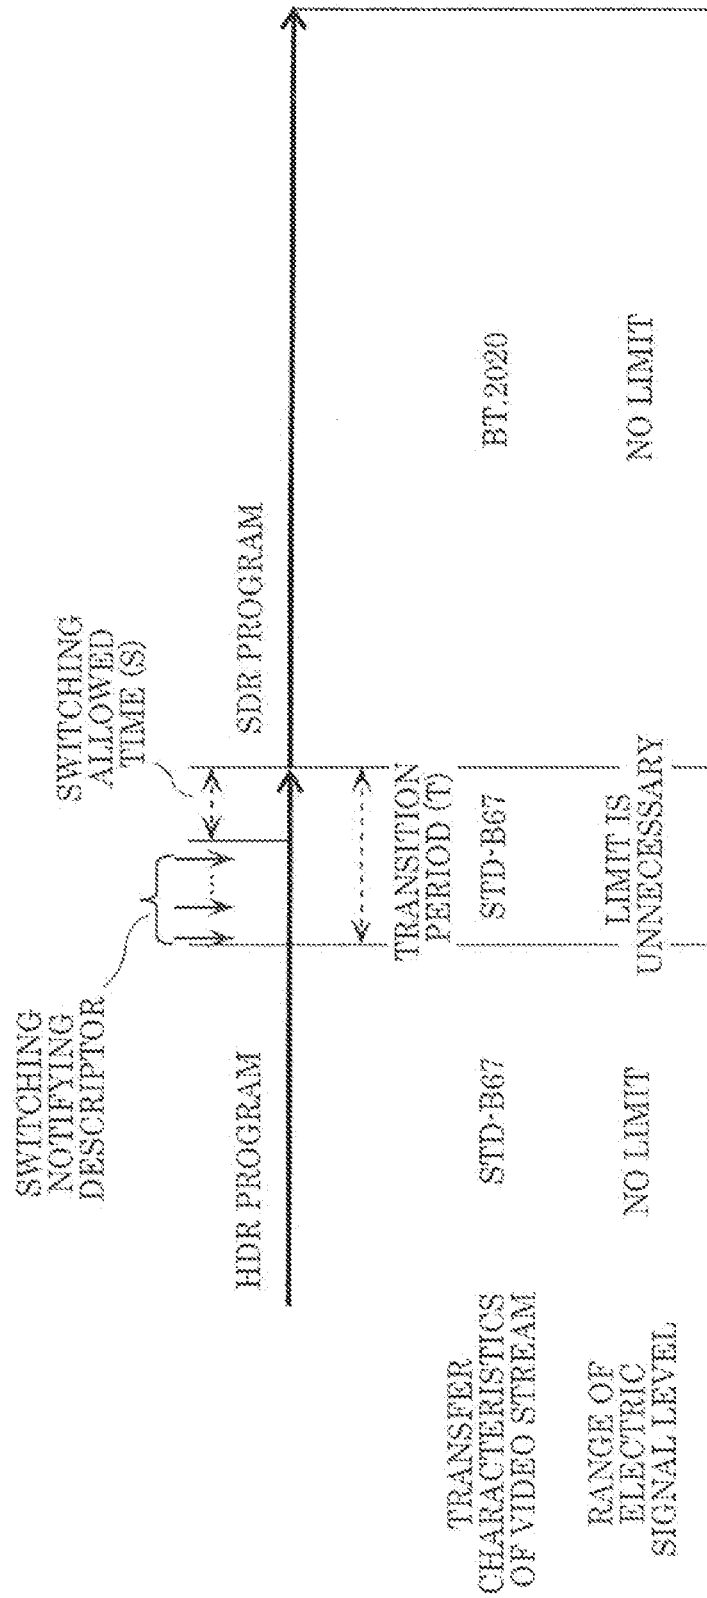 SWITCHING
NOTIFYING
DESCRIPTOR
SWITCHING
ALLOWED
TIME (S)
HDR PROGRAM
SDR PROGRAM
TRANSITION
PERIOD (T)
TRANSFER
CHARACTERISTICS
OF VIDEO STREAM
STD-B67
STD-B67
BT.2020
RANGE OF
ELECTRIC
SIGNAL LEVEL
NO LIMIT
LIMIT IS
UNNECESSARY
NO LIMIT